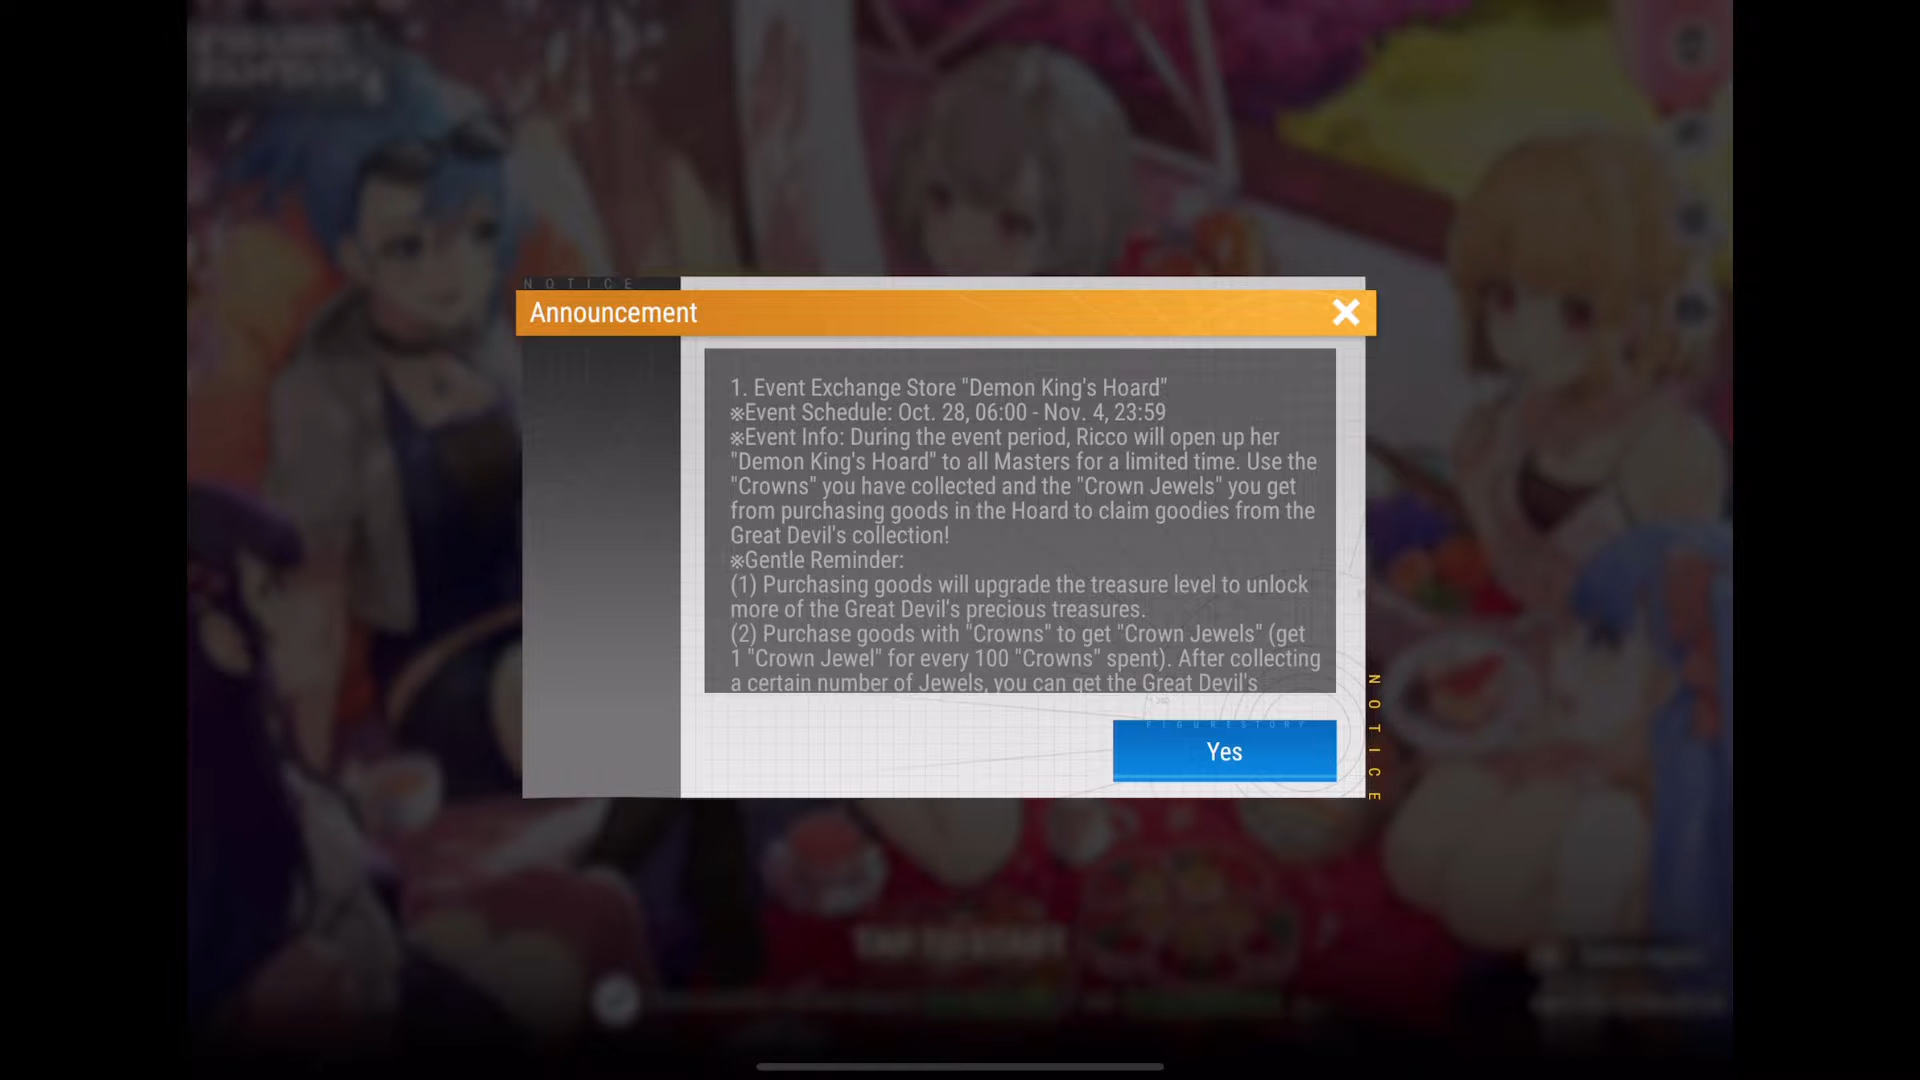 NOTICE
Announcement
1. Event Exchange Store "Demon King's Hoard"
※Event Schedule: Oct. 28, 06:00 - Nov. 4, 23:59
※Event Info: During the event period, Ricco will open up her
"Demon King's Hoard" to all Masters for a limited time. Use the
"Crowns" you have collected and the "Crown Jewels" you get
from purchasing goods in the Hoard to claim goodies from the
Great Devil's collection!
※Gentle Reminder:
(1) Purchasing goods will upgrade the treasure level to unlock
more of the Great Devil's precious treasures.
(2) Purchase goods with "Crowns" to get "Crown Jewels" (get
1 "Crown Jewel" for every 100 "Crowns" spent). After collecting
a certain number of Jewels, you can get the Great Devil's
NOTICE
FIGURESTORY
Yes
TAP TO START